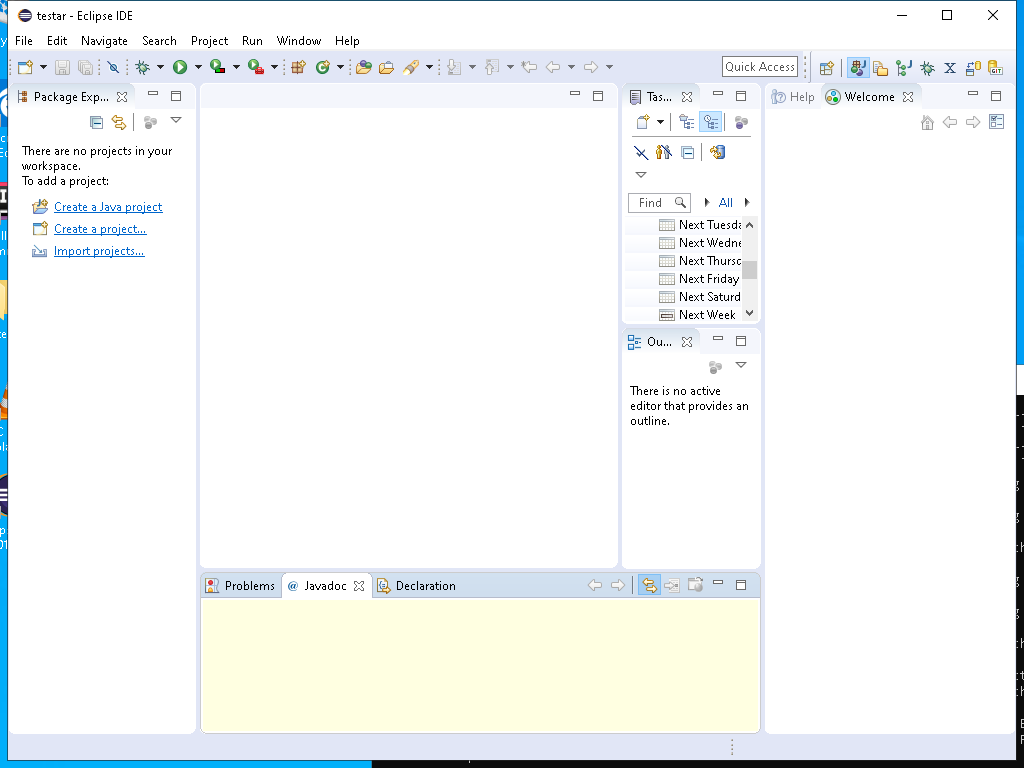 testar - Eclipse IDE
File Edit Navigate Search Project Run Window Help
Quick Access
Package Exp...
There are no projects in your
workspace.
To add a project:
Create a Java project
Create a project...
Import projects...
Tas...
Find
All
Next Tuesda
Next Wedne
Next Thursd
Next Friday
Next Saturd
Next Week
Ou...
There is no active
editor that provides an
outline.
Help
Welcome
Problems
@ Javadoc
Declaration